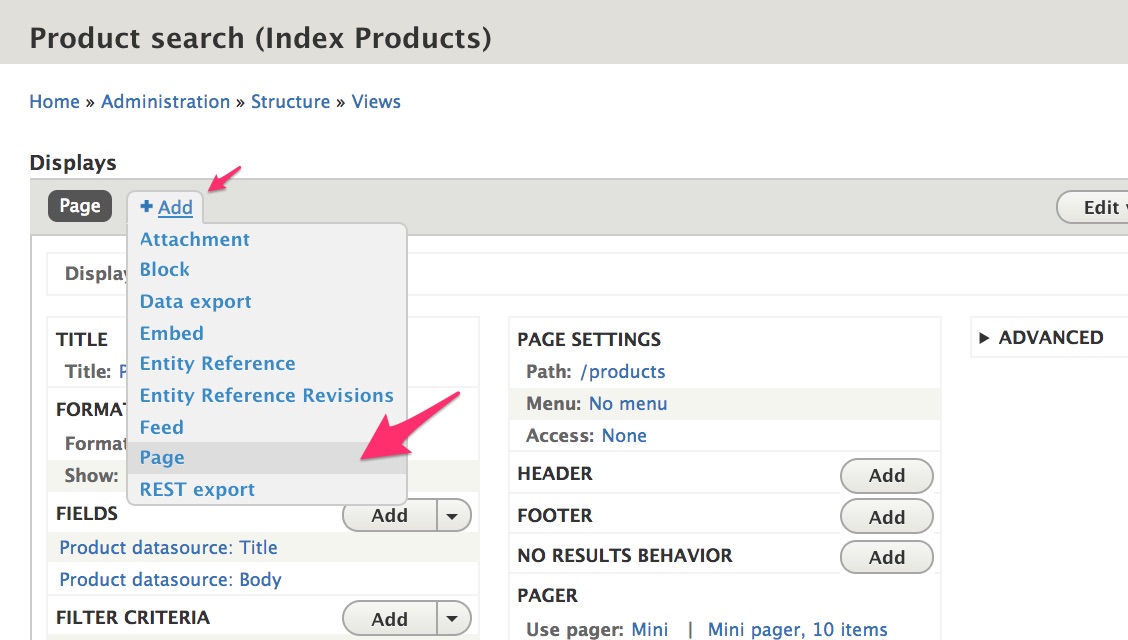 Product search (Index Products)
Home » Administration » Structure » Views
Displays
Page
+ Add
Edit
Attachment
Block
Data export
Embed
Entity Reference
Entity Reference Revisions
Feed
Page
REST export
Display
TITLE
Title:
FORMAT
Format
Show:
FIELDS
Add
Product datasource: Title
Product datasource: Body
FILTER CRITERIA
Add
PAGE SETTINGS
Path: /products
Menu: No menu
Access: None
HEADER
Add
FOOTER
Add
NO RESULTS BEHAVIOR
Add
PAGER
Use pager: Mini | Mini pager, 10 items
ADVANCED